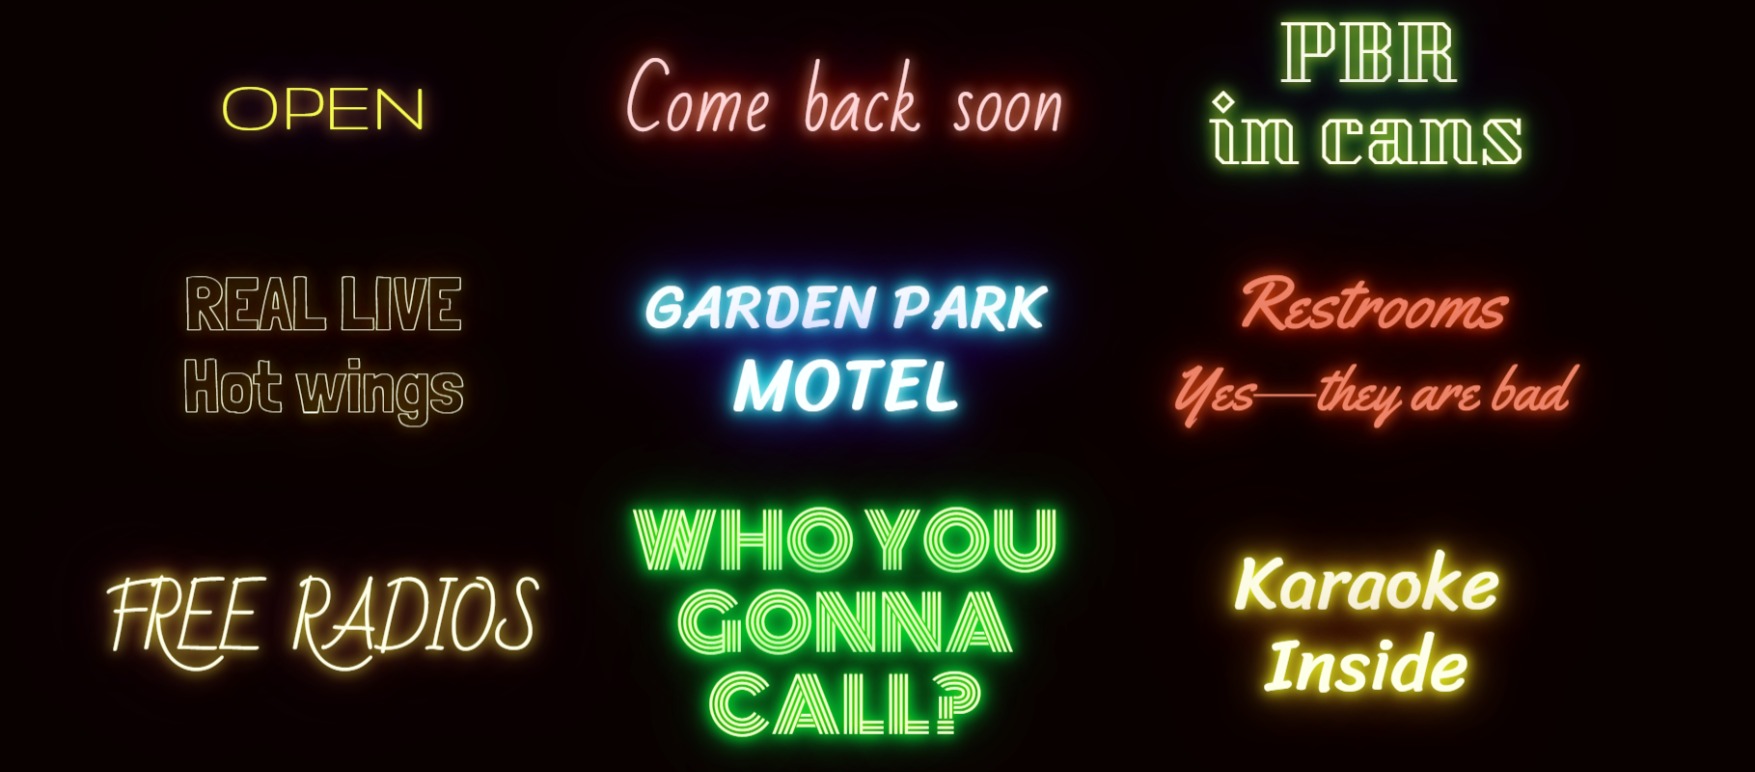 OPEN
Come back soon
PBR
in cans
REAL LIVE
Hot wings
GARDEN PARK
MOTEL
Restrooms
Yes—they are bad
FREE RADIOS
WHO YOU
GONNA
CALL?
Karaoke
Inside